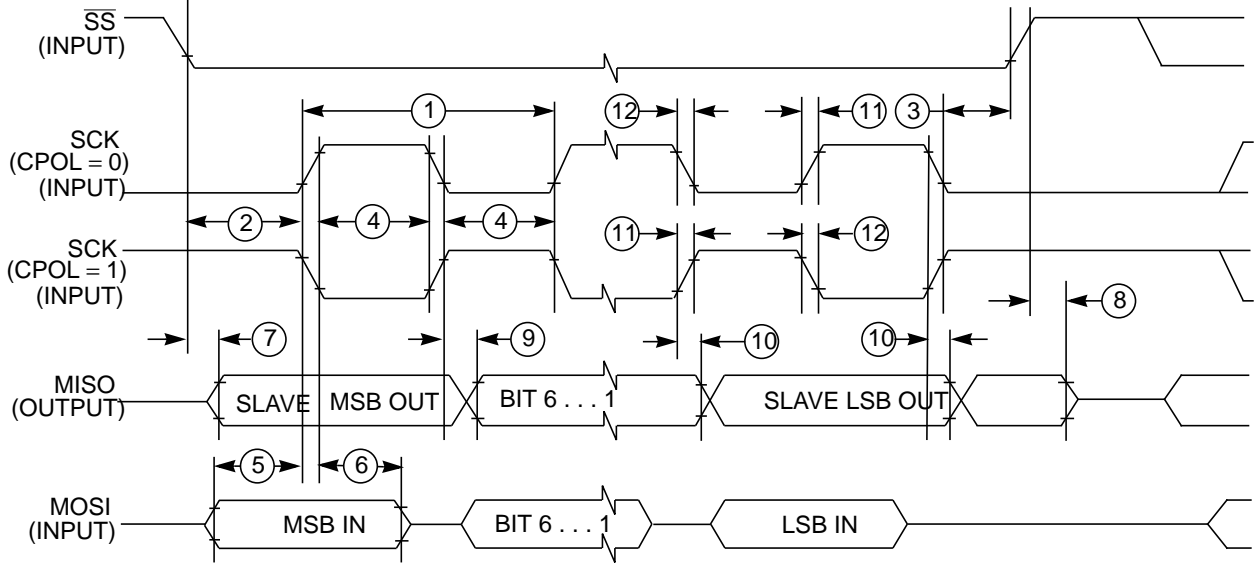 SS
(INPUT)
1
12
11
3
SCK
(CPOL = 0)
(INPUT)
2
4
4
11
12
SCK
(CPOL = 1)
(INPUT)
7
9
10
10
8
MISO
(OUTPUT)
SLAVE MSB OUT
BIT 6 . . . 1
SLAVE LSB OUT
5
6
MOSI
(INPUT)
MSB IN
BIT 6 . . . 1
LSB IN